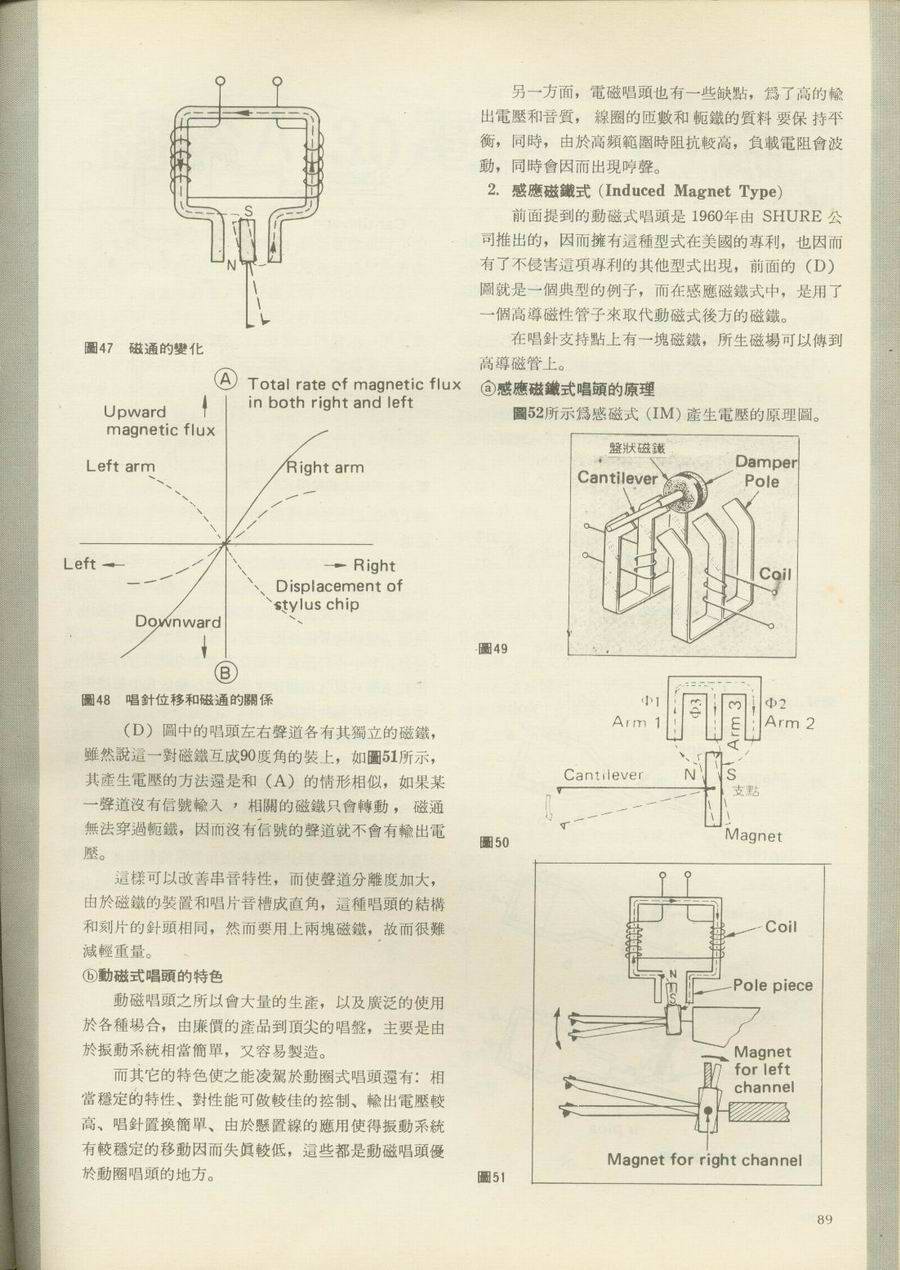 S
N
圖47 磁通的變化
A
Total rate of magnetic flux
in both right and left
Upward
magnetic flux
Left arm
Right arm
Left
Right
Displacement of
stylus chip
Downward
B
圖48 唱針位移和磁通的關係
（D）圖中的唱頭左右聲道各有其獨立的磁鐵，
雖然說這一對磁鐵互成90度角的裝上，如圖51所示，
其產生電壓的方法還是和（A）的情形相似，如果某
一聲道沒有信號輸入，相關的磁鐵只會轉動，磁通
無法穿過軛鐵，因而沒有信號的聲道就不會有輸出電
壓。
這樣可以改善串音特性，而使聲道分離度加大，
由於磁鐵的裝置和唱片音槽成直角，這種唱頭的結構
和刻片的針頭相同，然而要用上兩塊磁鐵，故而很難
減輕重量。
ⓑ動磁式唱頭的特色
動磁唱頭之所以會大量的生產，以及廣泛的使用
於各種場合，由廉價的產品到頂尖的唱盤，主要是由
於振動系統相當簡單，又容易製造。
而其它的特色使之能凌駕於動圈式唱頭還有：相
當穩定的特性、對性能可做較佳的控制、輸出電壓較
高、唱針置換簡單、由於懸置線的應用使得振動系統
有較穩定的移動因而失眞較低，這些都是動磁唱頭優
於動圈唱頭的地方。
另一方面，電磁唱頭也有一些缺點，爲了高的輸
出電壓和音質，線圈的匝數和軛鐵的質料要保持平
衡，同時，由於高頻範圍時阻抗較高，負載電阻會波
動，同時會因而出現哼聲。
2. 感應磁鐵式（Induced Magnet Type）
前面提到的動磁式唱頭是1960年由SHURE公
司推出的，因而擁有這種型式在美國的專利，也因而
有了不侵害這項專利的其他型式出現，前面的（D）
圖就是一個典型的例子，而在感應磁鐵式中，是用了
一個高導磁性管子來取代動磁式後方的磁鐵。
在唱針支持點上有一塊磁鐵，所生磁場可以傳到
高導磁管上。
ⓐ感應磁鐵式唱頭的原理
圖52所示爲感磁式（IM）產生電壓的原理圖。
盤狀磁鐵
Cantilever
Damper
Pole
Coil
圖49
Φ1
Φ3
Φ2
Arm 1
Arm 3
Arm 2
Cantilever
N
S
支點
Magnet
圖50
Coil
N
S
Pole piece
Magnet
for left
channel
Magnet for right channel
圖51
89